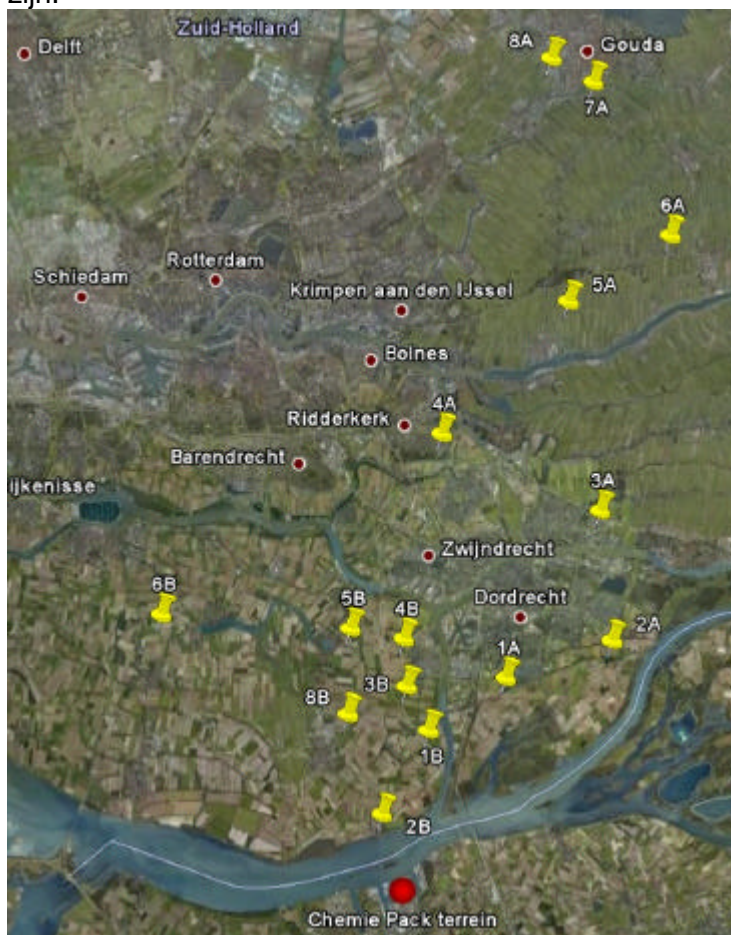 zijn.
Zuid-Holland
Delft
8A
Gouda
7A
6A
Rotterdam
Schiedam
Krimpen aan den IJssel
5A
Bolnes
4A
Ridderkerk
Barendrecht
ijkenisse
3A
Zwijndrecht
6B
5B
4B
Dordrecht
2A
1A
3B
8B
1B
2B
Chemie Pack terrein